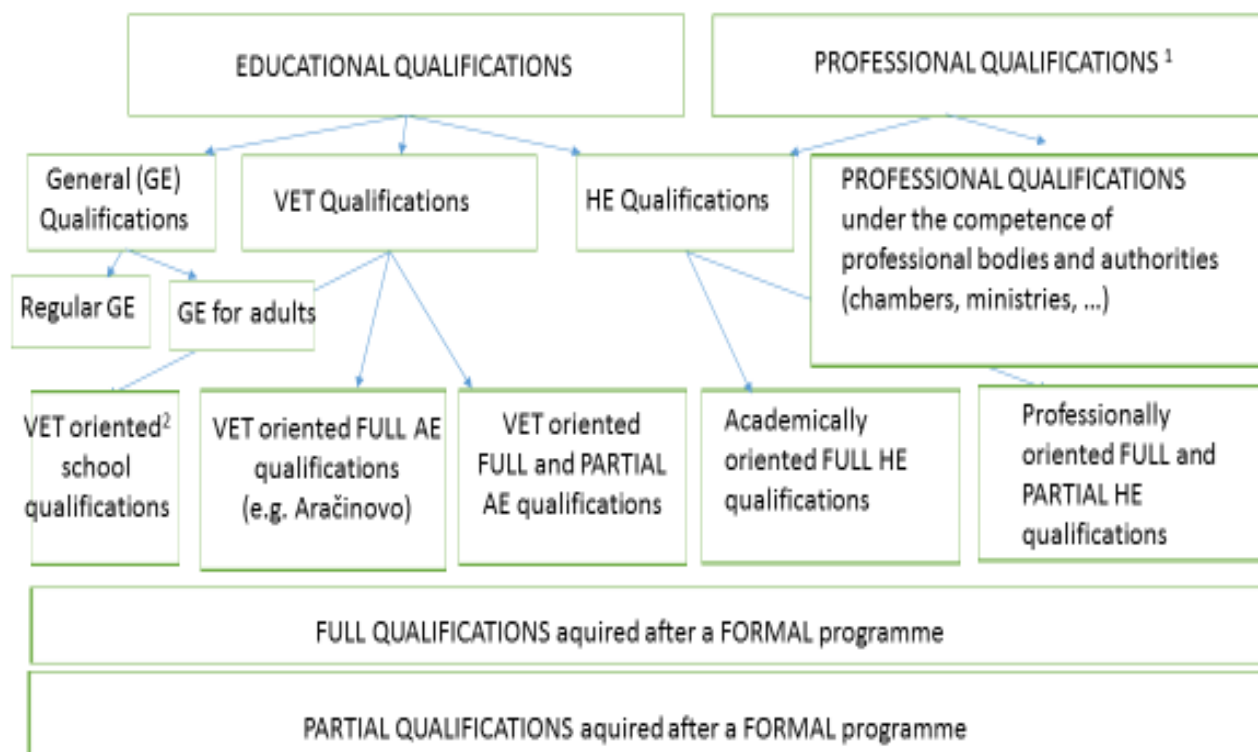 EDUCATIONAL QUALIFICATIONS
PROFESSIONAL QUALIFICATIONS ¹
General (GE)
Qualifications
VET Qualifications
HE Qualifications
PROFESSIONAL QUALIFICATIONS
under the competence of
professional bodies and authorities
(chambers, ministries, ...)
Regular GE
GE for adults
VET oriented²
school
qualifications
VET oriented FULL AE
qualifications
(e.g. Aračinovo)
VET oriented
FULL and PARTIAL
AE qualifications
Academically
oriented FULL HE
qualifications
Professionally
oriented FULL and
PARTIAL HE
qualifications
FULL QUALIFICATIONS aquired after a FORMAL programme
PARTIAL QUALIFICATIONS aquired after a FORMAL programme